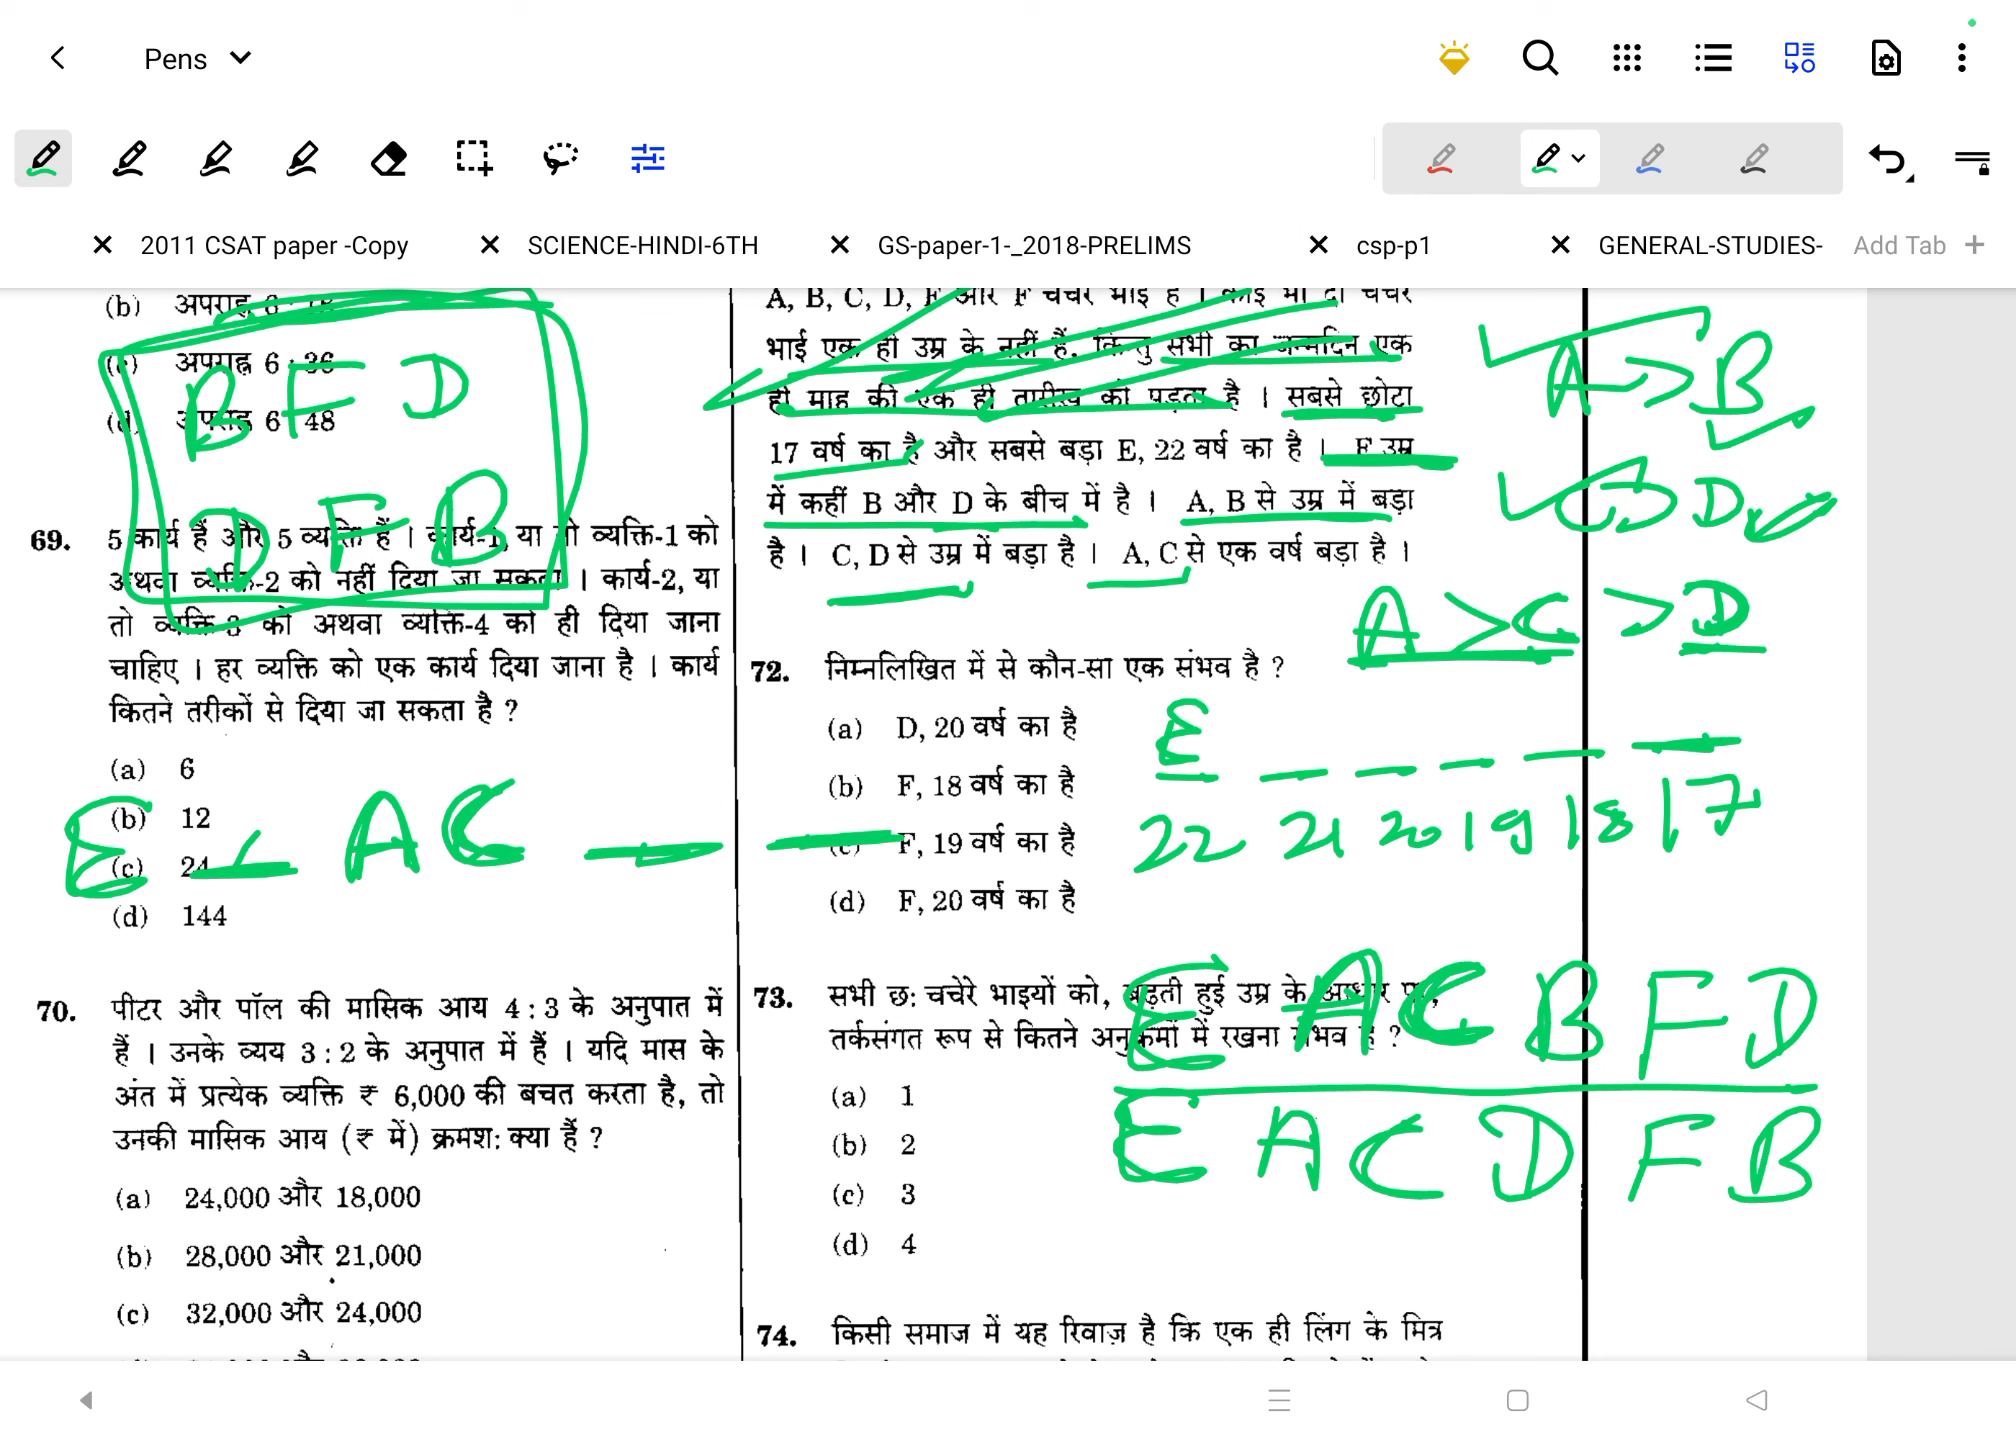 Pens
2011 CSAT paper -Copy
SCIENCE-HINDI-6TH
GS-paper-1-_2018-PRELIMS
csp-p1
GENERAL-STUDIES-
Add Tab +
(b) अपराह्न 6 : 18
(c) अपराह्न 6 : 36
(d) अपराह्न 6 : 48
B F D
D F B
69. 5 कार्य हैं और 5 व्यक्ति हैं । कार्य-1, या तो व्यक्ति-1 को
अथवा व्यक्ति-2 को नहीं दिया जा सकता । कार्य-2, या
तो व्यक्ति-3 को अथवा व्यक्ति-4 को ही दिया जाना
चाहिए । हर व्यक्ति को एक कार्य दिया जाना है । कार्य
कितने तरीकों से दिया जा सकता है ?
(a) 6
(b) 12
(c) 24
(d) 144
E A C
70. पीटर और पॉल की मासिक आय 4 : 3 के अनुपात में
हैं । उनके व्यय 3 : 2 के अनुपात में हैं । यदि मास के
अंत में प्रत्येक व्यक्ति ₹ 6,000 की बचत करता है, तो
उनकी मासिक आय (₹ में) क्रमश: क्या हैं ?
(a) 24,000 और 18,000
(b) 28,000 और 21,000
(c) 32,000 और 24,000
A, B, C, D, E और F चचेरे भाई हैं । कोई भी दो चचेरे
भाई एक ही उम्र के नहीं हैं, किन्तु सभी का जन्मदिन एक
ही माह की एक ही तारीख को पड़ता है । सबसे छोटा
17 वर्ष का है और सबसे बड़ा E, 22 वर्ष का है । F उम्र
में कहीं B और D के बीच में है । A, B से उम्र में बड़ा
है । C, D से उम्र में बड़ा है । A, C से एक वर्ष बड़ा है ।
A > B
C > D
A > C > D
72. निम्नलिखित में से कौन-सा एक संभव है ?
(a) D, 20 वर्ष का है
(b) F, 18 वर्ष का है
(c) F, 19 वर्ष का है
(d) F, 20 वर्ष का है
E
22 21 20 19 18 17
73. सभी छ: चचेरे भाइयों को, बढ़ती हुई उम्र के आधार पर,
तर्कसंगत रूप से कितने अनुक्रमों में रखना संभव है ?
(a) 1
(b) 2
(c) 3
(d) 4
E A C B F D
E A C D F B
74. किसी समाज में यह रिवाज़ है कि एक ही लिंग के मित्र